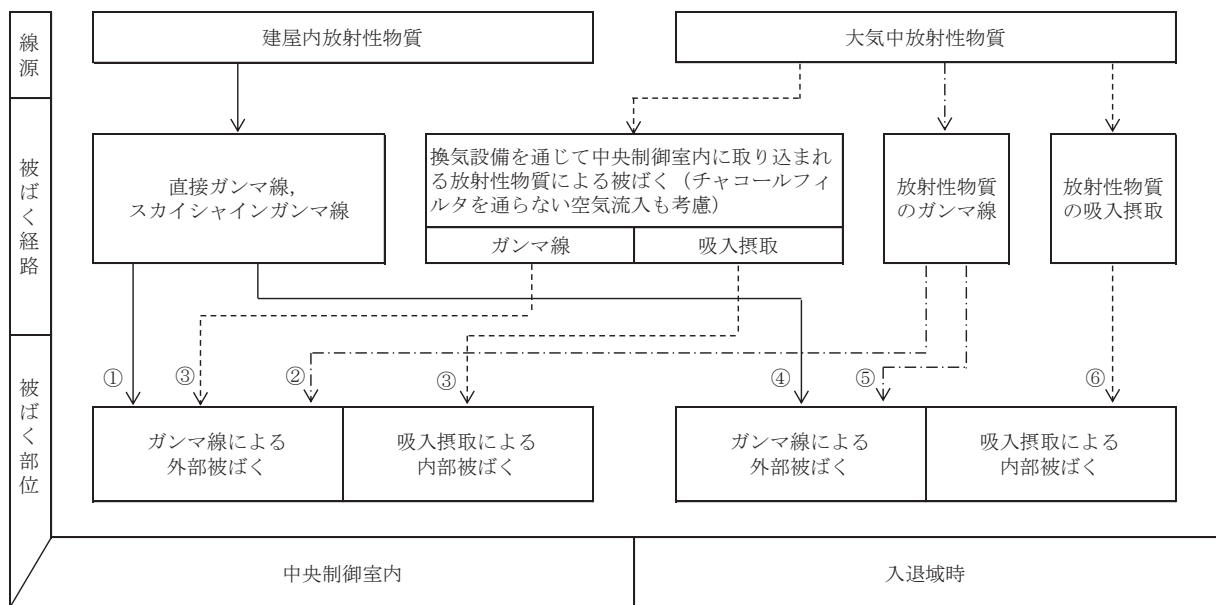 線源
建屋内放射性物質
大気中放射性物質
被ばく経路
直接ガンマ線,
スカイシャインガンマ線
換気設備を通じて中央制御室内に取り込まれ
る放射性物質による被ばく（チャコールフィ
ルタを通らない空気流入も考慮）
ガンマ線
吸入摂取
放射性物質
のガンマ線
放射性物質
の吸入摂取
被ばく部位
①
③
②
③
④
⑤
⑥
ガンマ線による
外部被ばく
吸入摂取による
内部被ばく
ガンマ線による
外部被ばく
吸入摂取による
内部被ばく
中央制御室内
入退域時